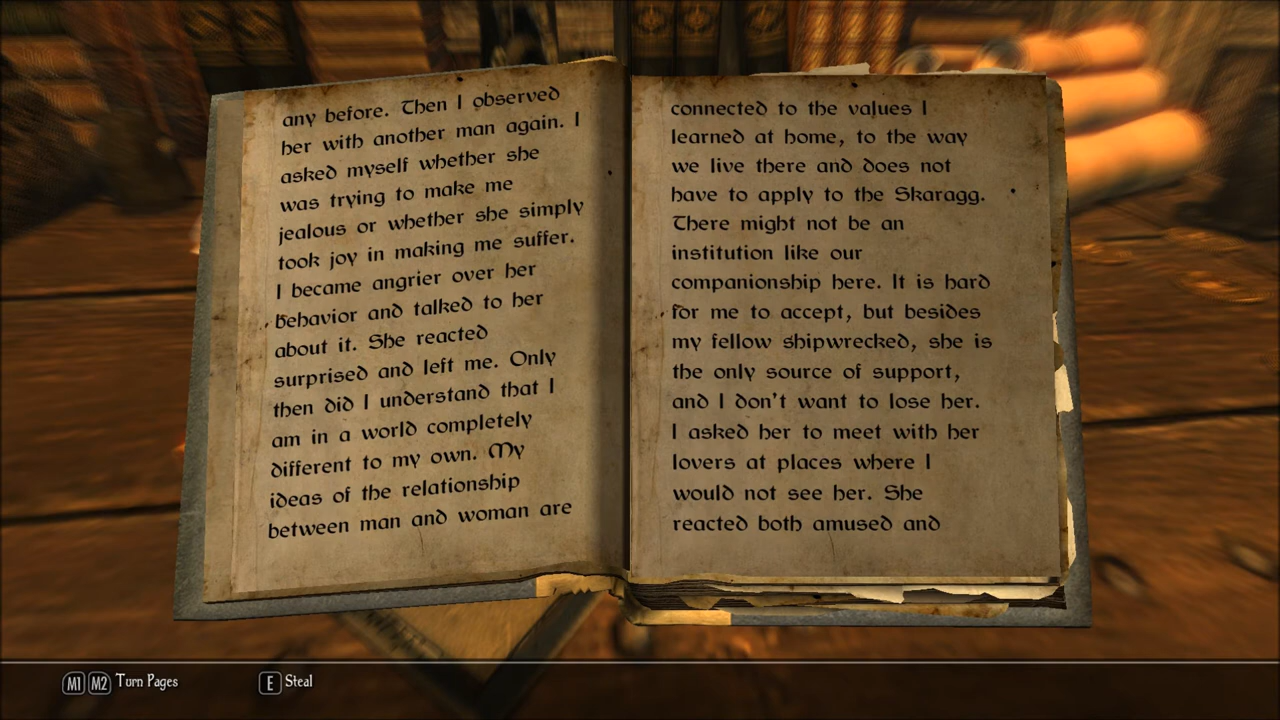 any before. Then I observed
her with another man again. I
asked myself whether she
was trying to make me
jealous or whether she simply
took joy in making me suffer.
I became angrier over her
behavior and talked to her
about it. She reacted
surprised and left me. Only
then did I understand that I
am in a world completely
different to my own. My
ideas of the relationship
between man and woman are
connected to the values I
learned at home, to the way
we live there and does not
have to apply to the Skaragg.
There might not be an
institution like our
companionship here. It is hard
for me to accept, but besides
my fellow shipwrecked, she is
the only source of support,
and I don't want to lose her.
I asked her to meet with her
lovers at places where I
would not see her. She
reacted both amused and
M1 M2 Turn Pages
E Steal